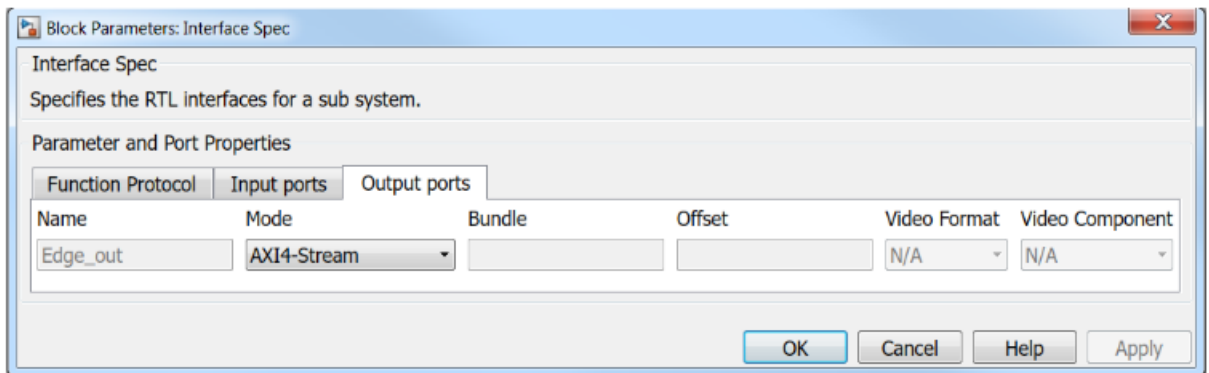 Block Parameters: Interface Spec
Interface Spec
Specifies the RTL interfaces for a sub system.
Parameter and Port Properties
Function Protocol Input ports Output ports
Name Mode Bundle Offset Video Format Video Component
Edge_out AXI4-Stream N/A N/A
OK Cancel Help Apply